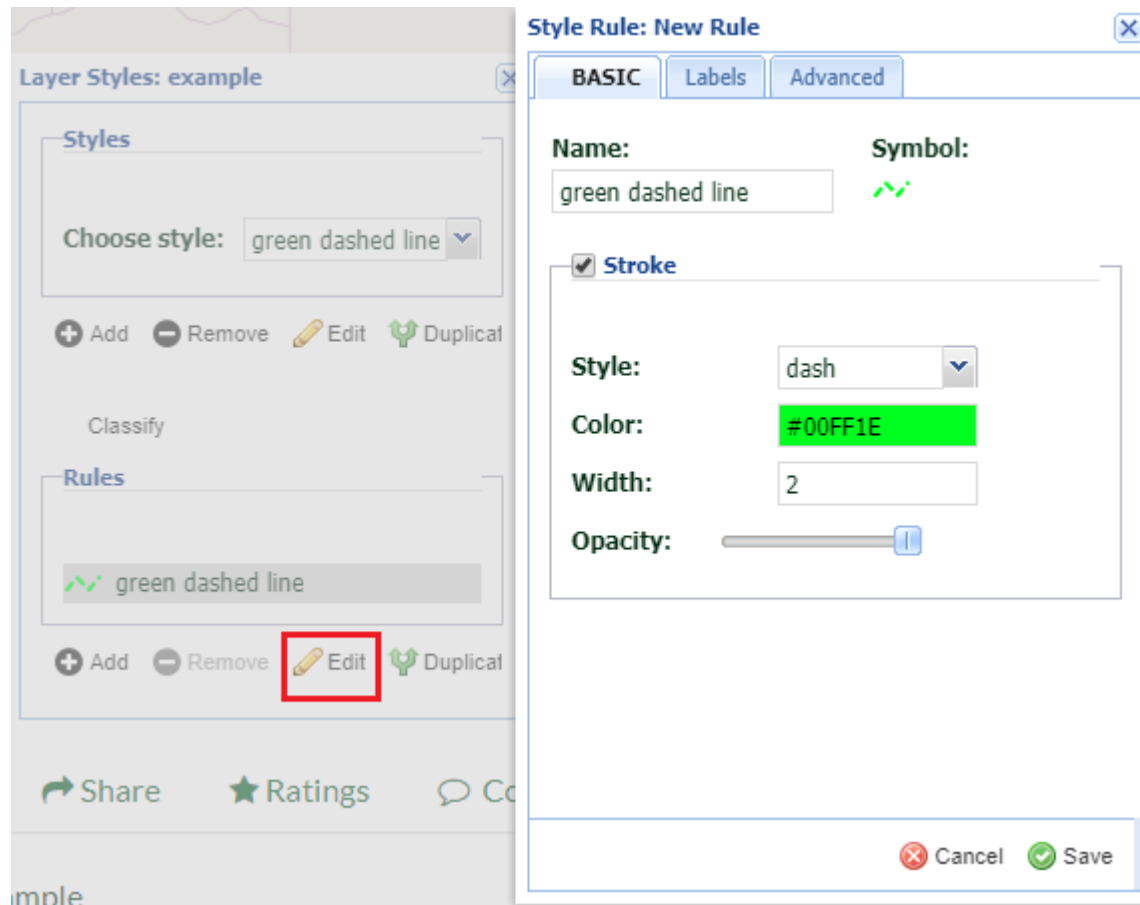 Layer Styles: example
Styles
Choose style: green dashed line
Add Remove Edit Duplicat
Classify
Rules
green dashed line
Add Remove Edit Duplicat
Share Ratings Co
mple
Style Rule: New Rule
BASIC Labels Advanced
Name: Symbol:
green dashed line
Stroke
Style: dash
Color: #00FF1E
Width: 2
Opacity:
Cancel Save